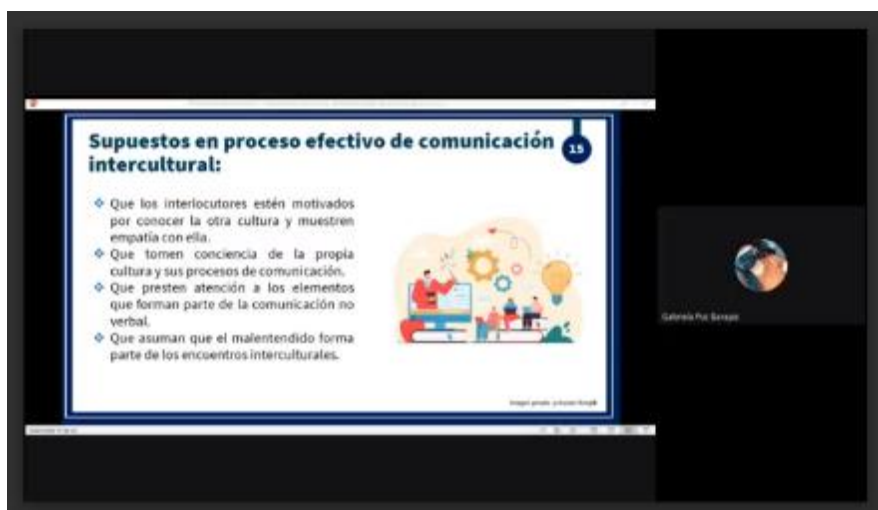 Supuestos en proceso efectivo de comunicación
intercultural:
15
❖ Que los interlocutores estén motivados
por conocer la otra cultura y muestren
empatía con ella.
❖ Que tomen conciencia de la propia
cultura y sus procesos de comunicación.
❖ Que presten atención a los elementos
que forman parte de la comunicación no
verbal.
❖ Que asuman que el malentendido forma
parte de los encuentros interculturales.
Gabriela